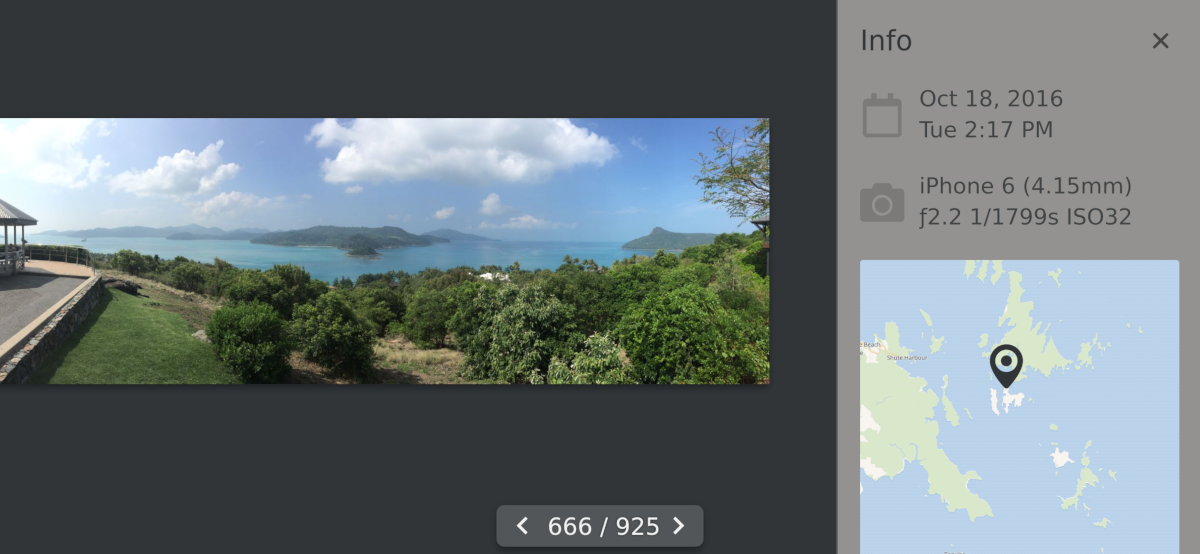 Info
Oct 18, 2016
Tue 2:17 PM
iPhone 6 (4.15mm)
ƒ2.2 1/1799s ISO32
Beach
Shute Harbour
666 / 925